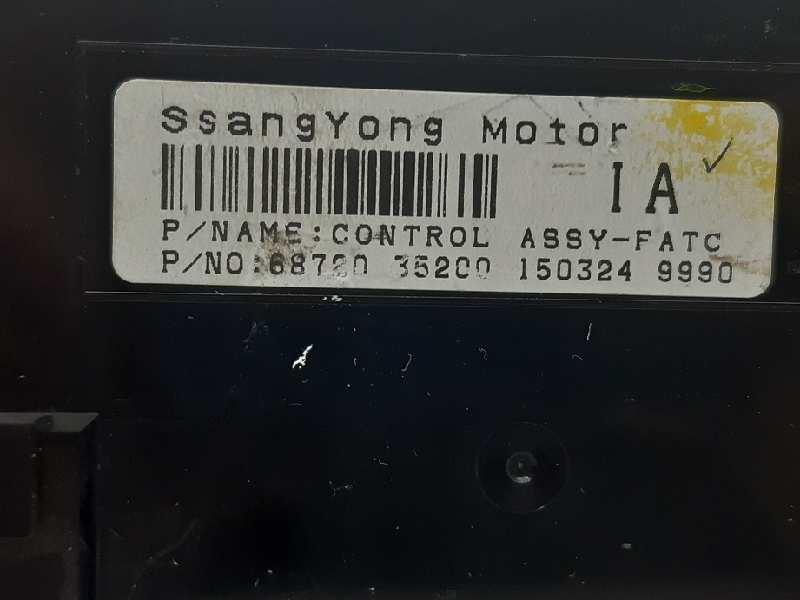 SsangYong Motor
IA
P/NAME:CONTROL ASSY-FATC
P/NO:68720 35200 150324 9990